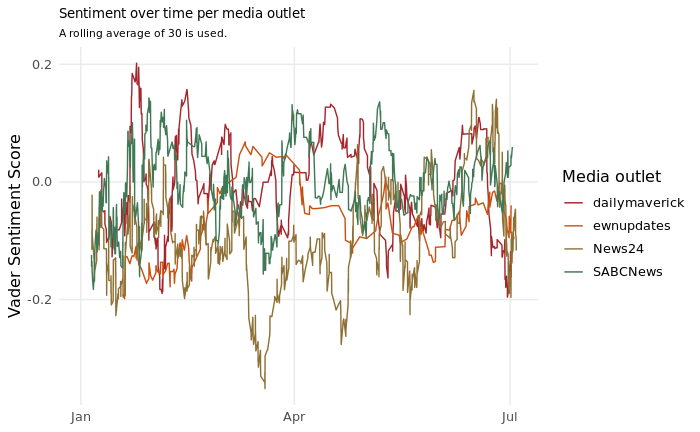 Sentiment over time per media outlet
A rolling average of 30 is used.
Vader Sentiment Score
0.2
0.0
-0.2
Jan
Apr
Jul
Media outlet
dailymaverick
ewnupdates
News24
SABCNews